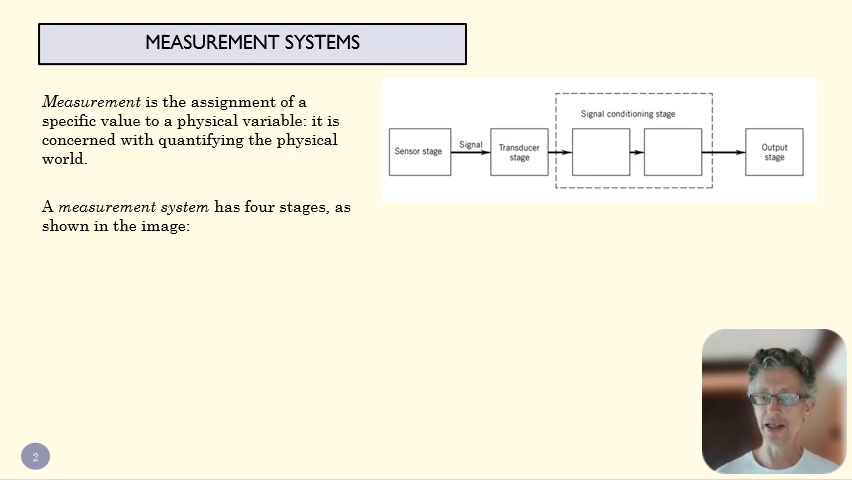 MEASUREMENT SYSTEMS
Measurement is the assignment of a
specific value to a physical variable: it is
concerned with quantifying the physical
world.
A measurement system has four stages, as
shown in the image:
Signal conditioning stage
Sensor stage
Signal
Transducer
stage
Output
stage
2